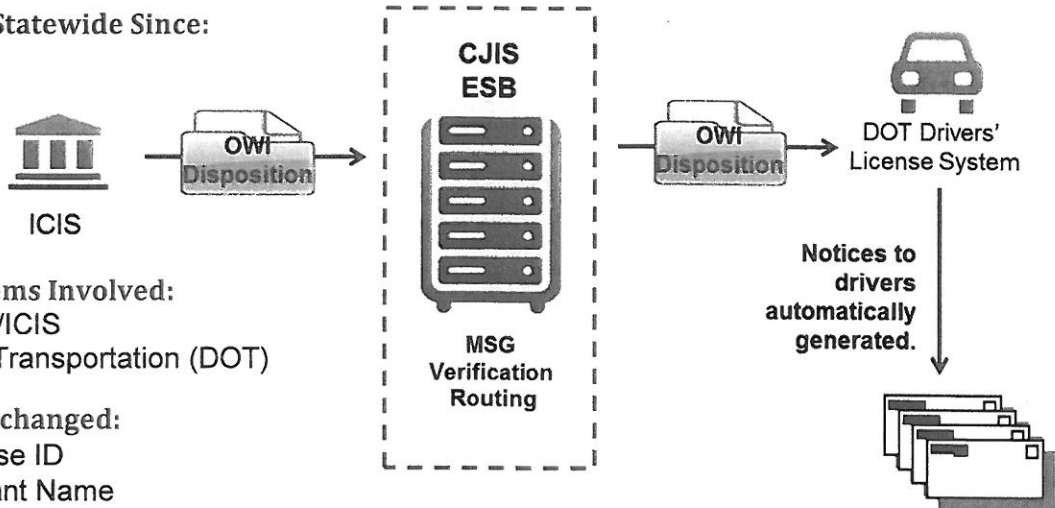 Statewide Since:
ICIS
ems Involved:
/ICIS
Transportation (DOT)
changed:
se ID
ant Name
OWI
Disposition
CJIS
ESB
MSG
Verification
Routing
OWI
Disposition
DOT Drivers'
License System
Notices to
drivers
automatically
generated.